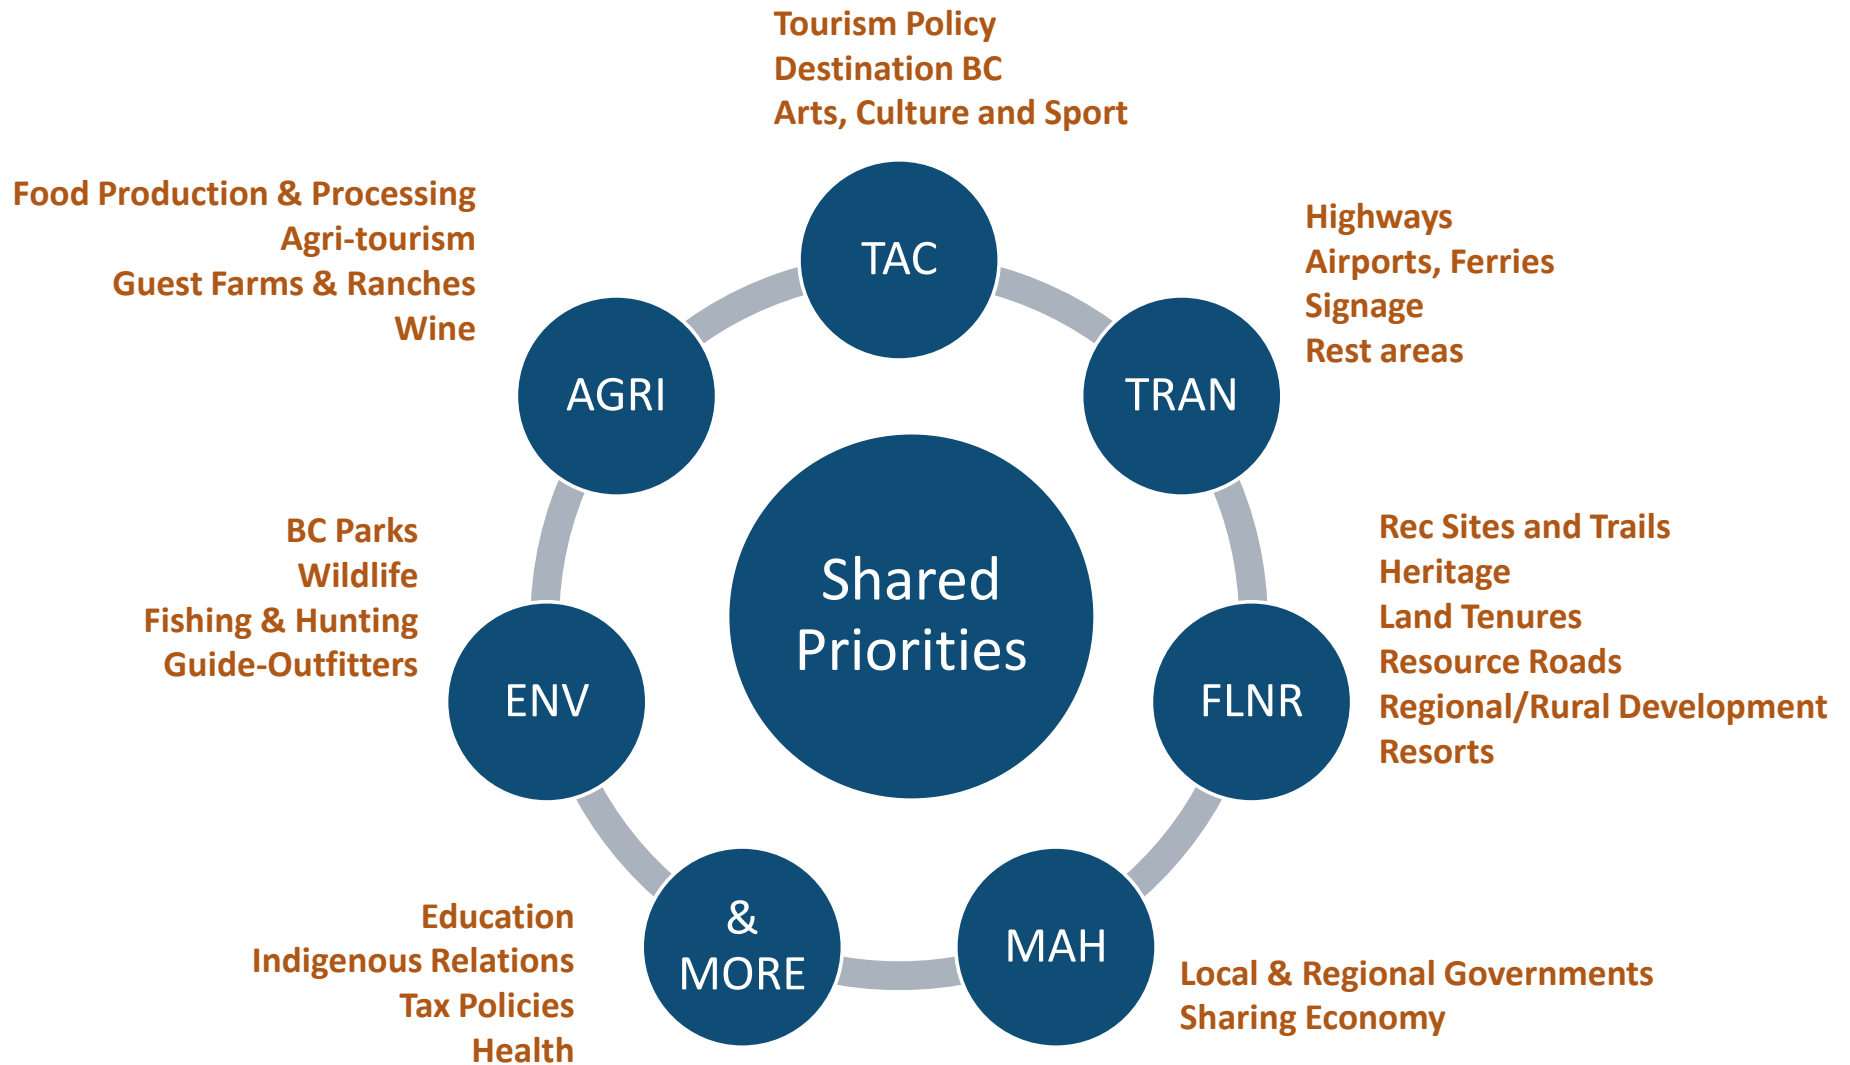 Tourism Policy
Destination BC
Arts, Culture and Sport
TAC
Highways
Airports, Ferries
Signage
Rest areas
TRAN
Rec Sites and Trails
Heritage
Land Tenures
Resource Roads
Regional/Rural Development
Resorts
FLNR
Local & Regional Governments
Sharing Economy
MAH
Education
Indigenous Relations
Tax Policies
Health
&
MORE
BC Parks
Wildlife
Fishing & Hunting
Guide-Outfitters
ENV
Food Production & Processing
Agri-tourism
Guest Farms & Ranches
Wine
AGRI
Shared
Priorities